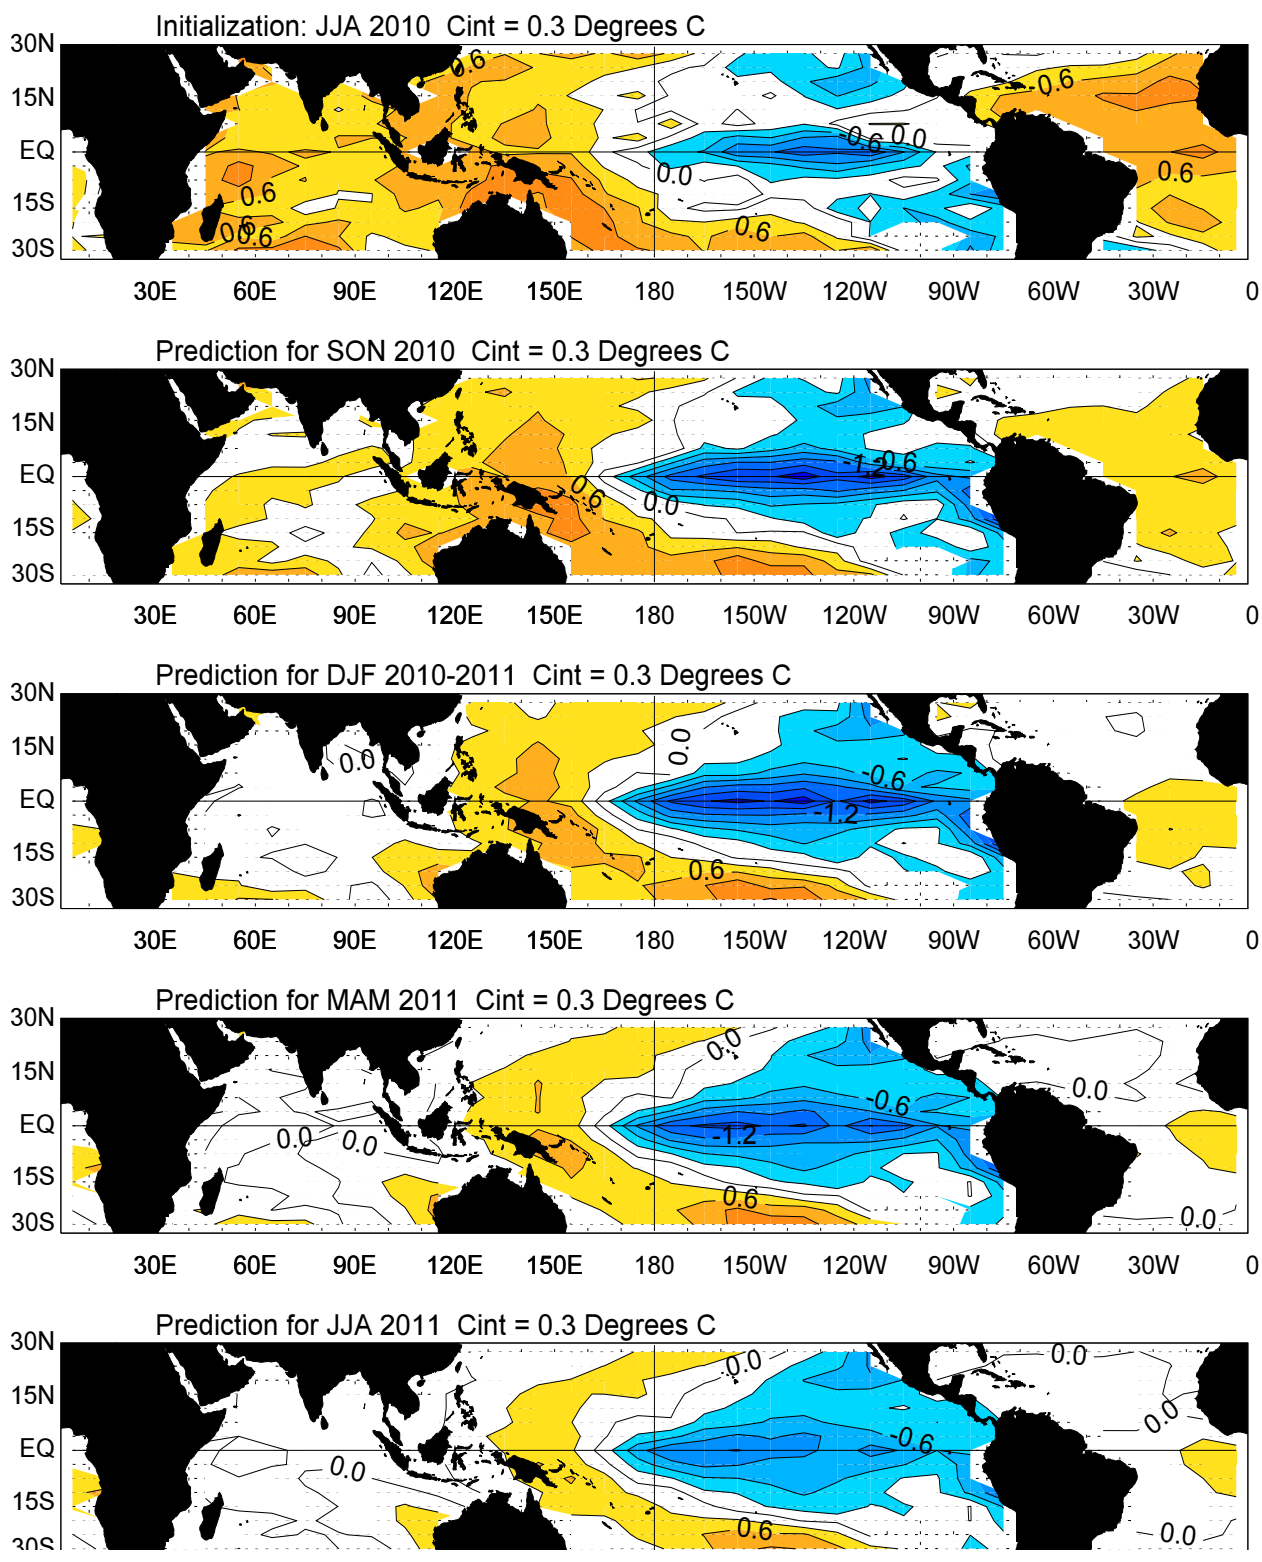 Initialization: JJA 2010 Cint = 0.3 Degrees C
30N
0.6
0.6
15N
-0.6 0.0
EQ
0.0
0.6
0.6
15S
0.6
0.6
0.6
30S
30E 60E 90E 120E 150E 180 150W 120W 90W 60W 30W 0
Prediction for SON 2010 Cint = 0.3 Degrees C
30N
15N
-1.2 -0.6
EQ
0.6
0.0
15S
30S
30E 60E 90E 120E 150E 180 150W 120W 90W 60W 30W 0
Prediction for DJF 2010-2011 Cint = 0.3 Degrees C
30N
15N
0.0
0.0
-0.6
EQ
-1.2
15S
0.6
30S
30E 60E 90E 120E 150E 180 150W 120W 90W 60W 30W 0
Prediction for MAM 2011 Cint = 0.3 Degrees C
30N
0.0
15N
0.0
-0.6
EQ
0.0 0.0
-1.2
15S
0.6
0.0
30S
30E 60E 90E 120E 150E 180 150W 120W 90W 60W 30W 0
Prediction for JJA 2011 Cint = 0.3 Degrees C
30N
0.0
0.0
15N
0.0
-0.6
EQ
0.0
15S
0.6
0.0
30S